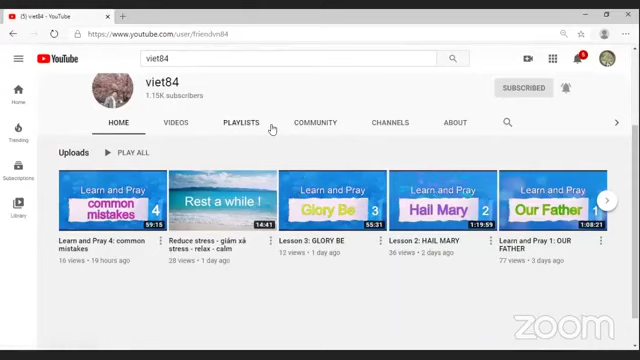 (5) viet84 - YouTube
https://www.youtube.com/user/friendvn84
YouTube
viet84
6
viet84
1.15K subscribers
SUBSCRIBED
HOME VIDEOS PLAYLISTS COMMUNITY CHANNELS ABOUT
Home
Trending
Subscriptions
Library
Uploads PLAY ALL
Learn and Pray
common
mistakes 4
59:15
Rest a while !
14:41
Learn and Pray
Glory Be 3
55:31
Learn and Pray
Hail Mary 2
1:19:59
Learn and Pray
Our Father 1
1:08:21
Learn and Pray 4: common
mistakes
16 views • 19 hours ago
Reduce stress - giảm xả
stress - relax - calm
28 views • 1 day ago
Lesson 3: GLORY BE
12 views • 1 day ago
Lesson 2: HAIL MARY
36 views • 2 days ago
Learn and Pray 1: OUR
FATHER
77 views • 3 days ago
zoom